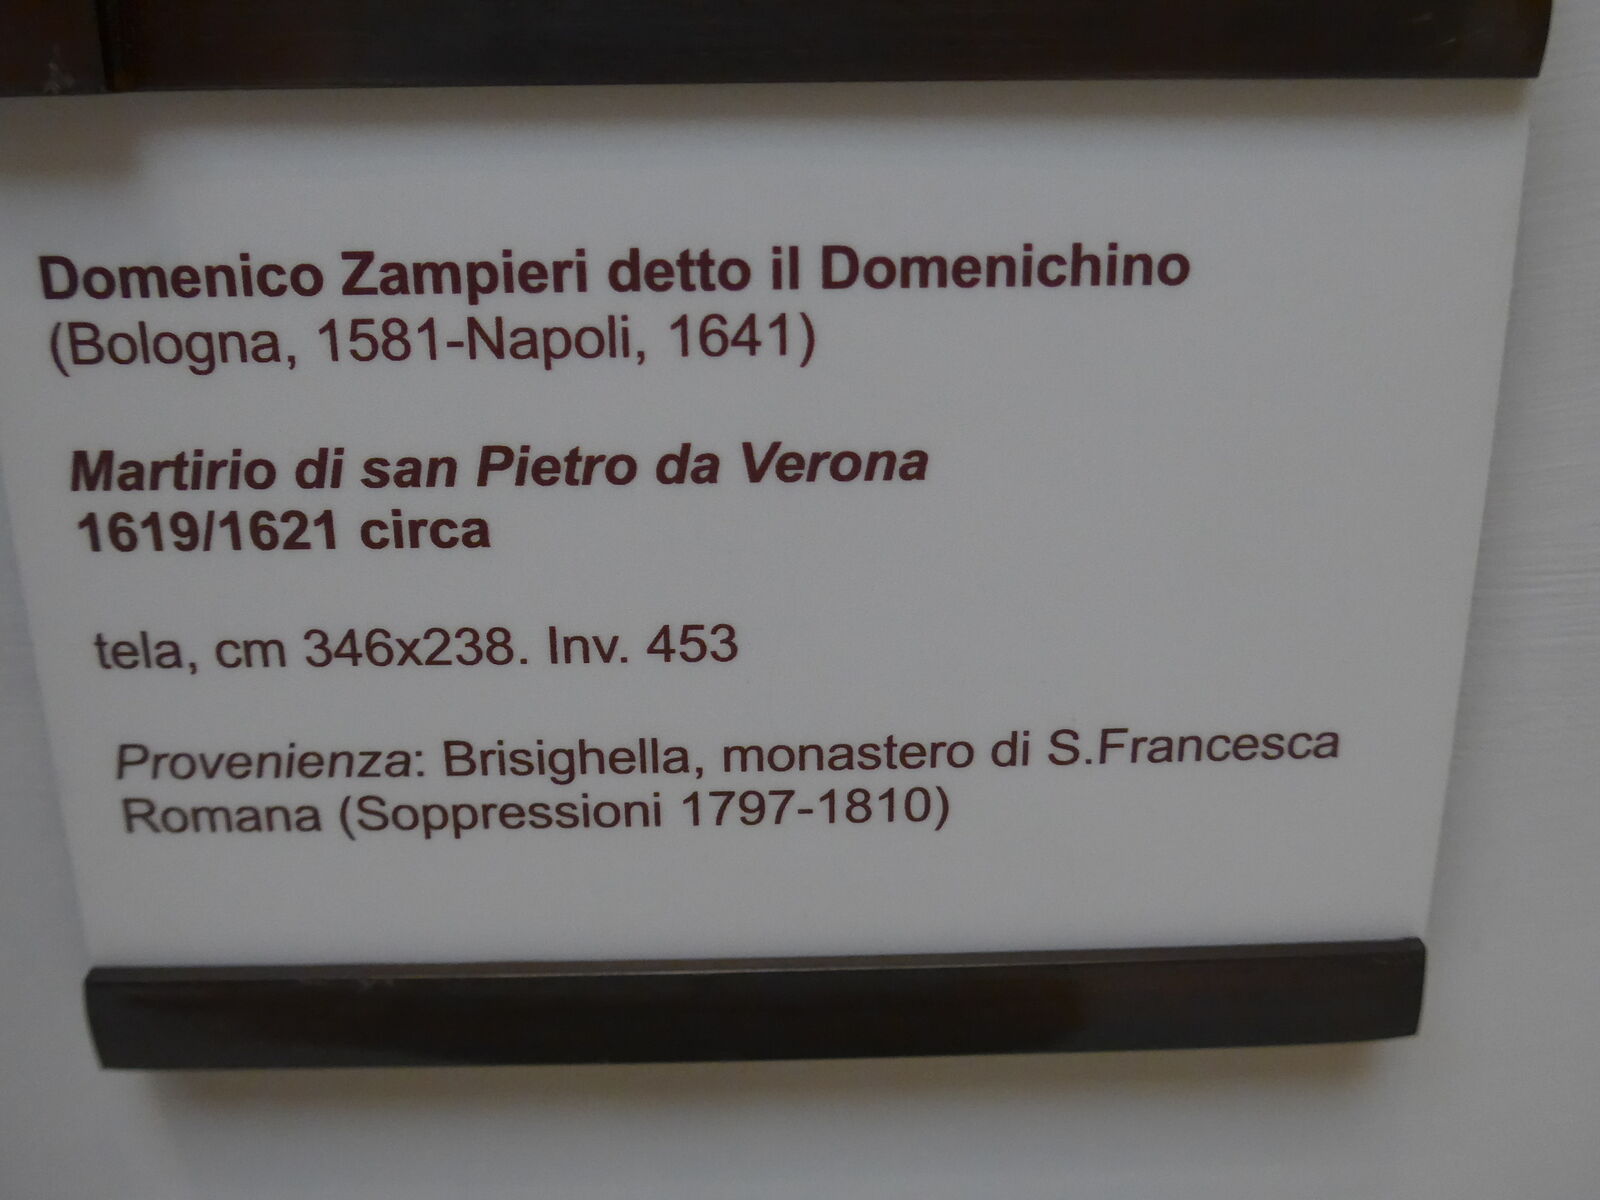 Domenico Zampieri detto il Domenichino
(Bologna, 1581-Napoli, 1641)
Martirio di san Pietro da Verona
1619/1621 circa
tela, cm 346x238. Inv. 453
Provenienza: Brisighella, monastero di S.Francesca
Romana (Soppressioni 1797-1810)